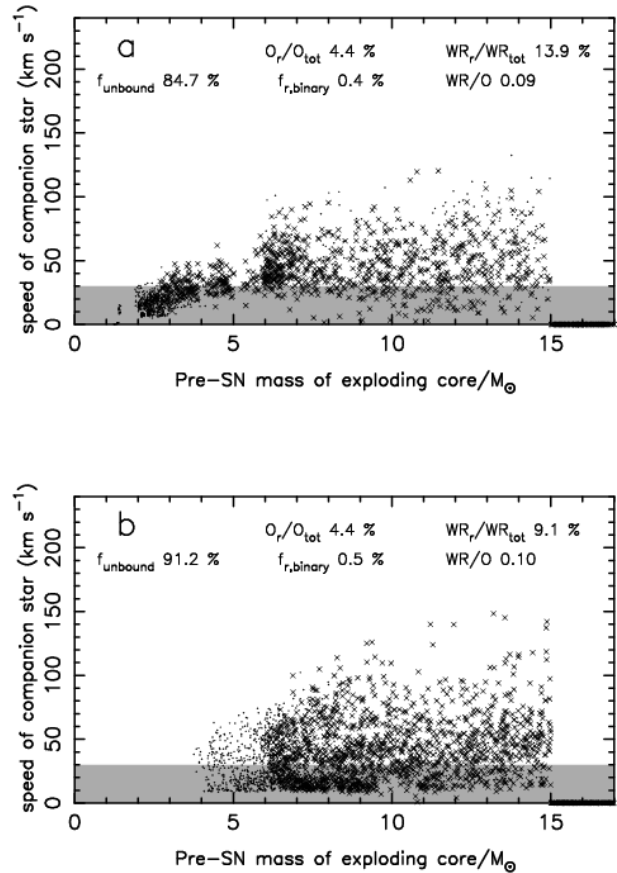 a
O_r/O_tot 4.4 % WR_r/WR_tot 13.9 %
f_unbound 84.7 % f_r,binary 0.4 % WR/O 0.09
speed of companion star (km s⁻¹)
200
150
100
50
0
0 5 10 15
Pre−SN mass of exploding core/M_⊙
b
O_r/O_tot 4.4 % WR_r/WR_tot 9.1 %
f_unbound 91.2 % f_r,binary 0.5 % WR/O 0.10
speed of companion star (km s⁻¹)
200
150
100
50
0
0 5 10 15
Pre−SN mass of exploding core/M_⊙